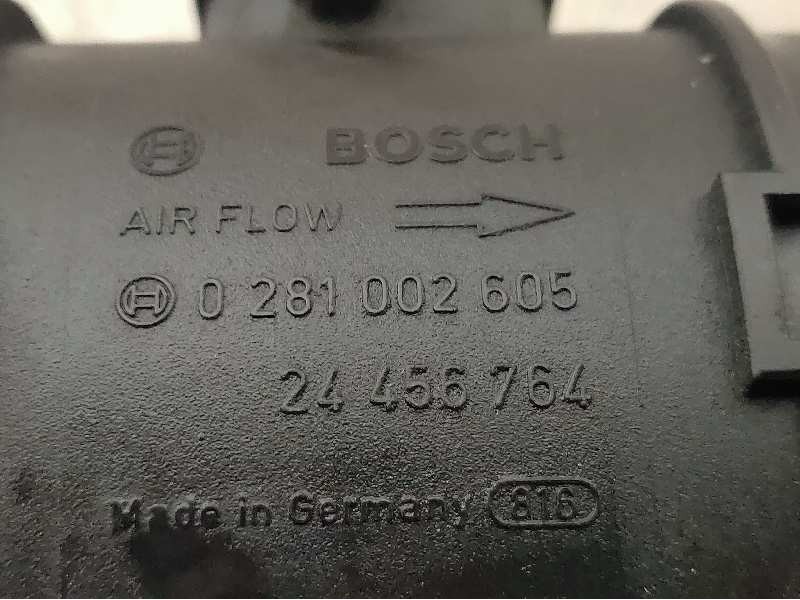 BOSCH
AIR FLOW
0 281 002 605
24 456 764
Made in Germany 816